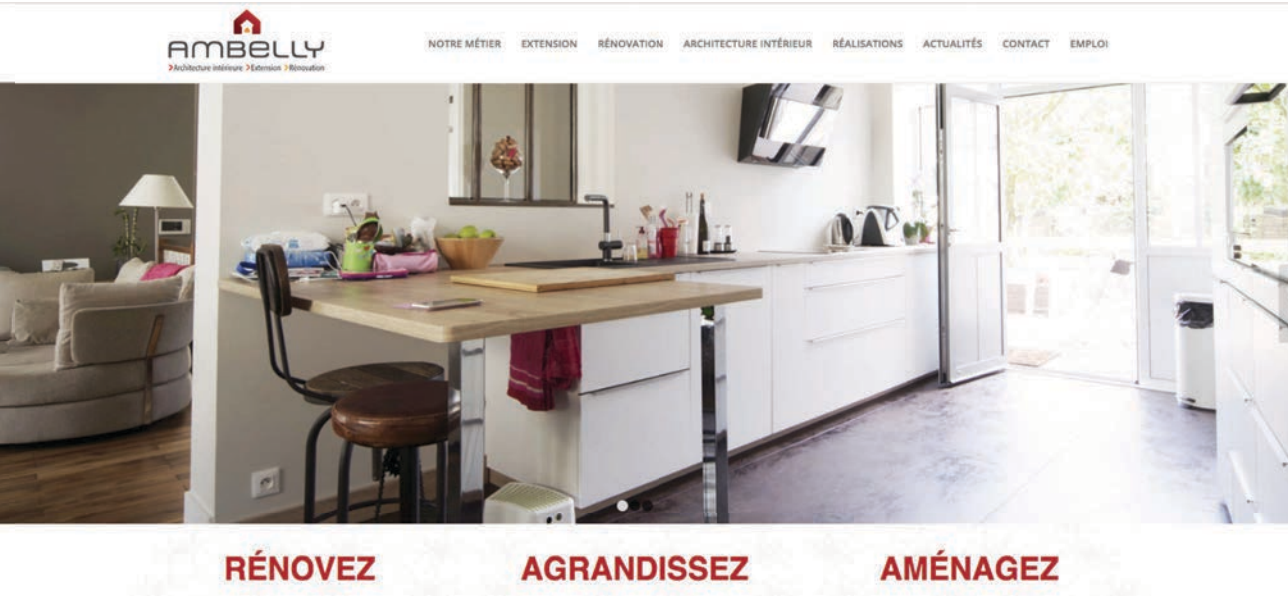 AMBELLY
>Architecture intérieure >Extension >Rénovation
NOTRE MÉTIER EXTENSION RÉNOVATION ARCHITECTURE INTÉRIEUR RÉALISATIONS ACTUALITÉS CONTACT EMPLOI
RÉNOVEZ AGRANDISSEZ AMÉNAGEZ